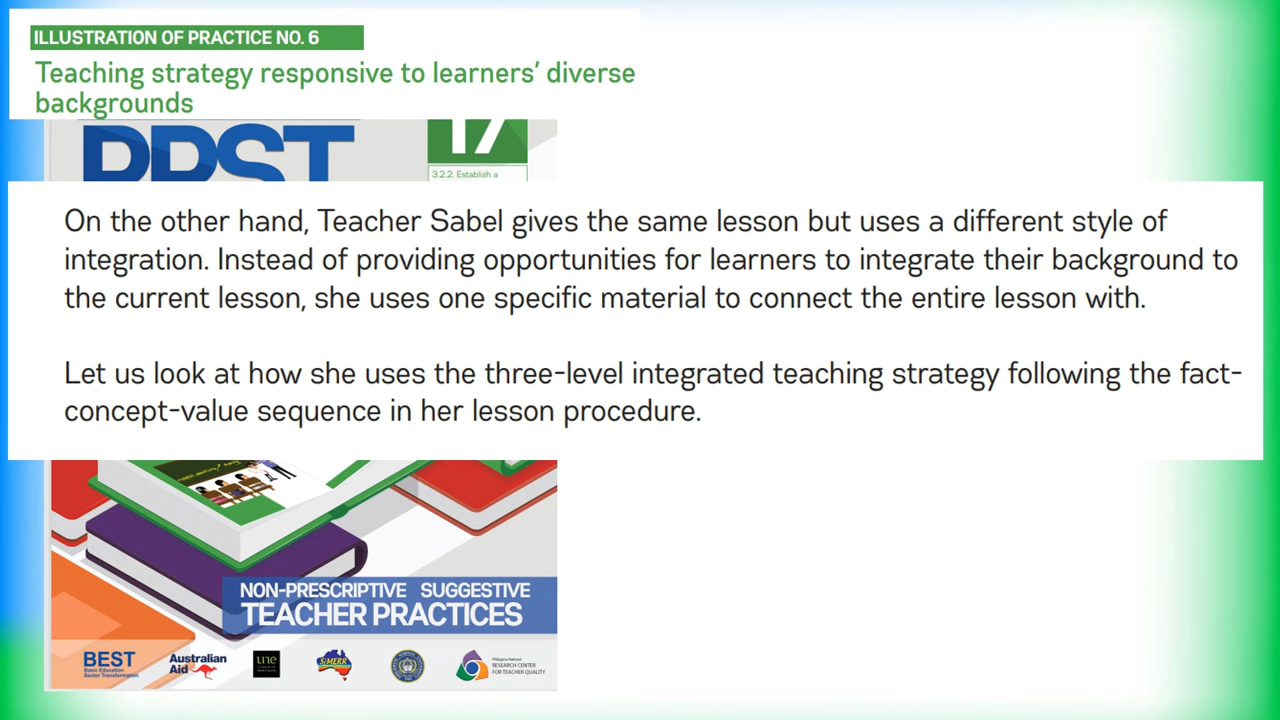 ILLUSTRATION OF PRACTICE NO. 6
Teaching strategy responsive to learners’ diverse
backgrounds
PPST
17
3.2.2. Establish a
On the other hand, Teacher Sabel gives the same lesson but uses a different style of
integration. Instead of providing opportunities for learners to integrate their background to
the current lesson, she uses one specific material to connect the entire lesson with.
Let us look at how she uses the three-level integrated teaching strategy following the fact-
concept-value sequence in her lesson procedure.
NON-PRESCRIPTIVE SUGGESTIVE
TEACHER PRACTICES
BEST
Basic Education
Sector Transformation
Australian
Aid
une
SiMERR
Philippine National
RESEARCH CENTER
FOR TEACHER QUALITY